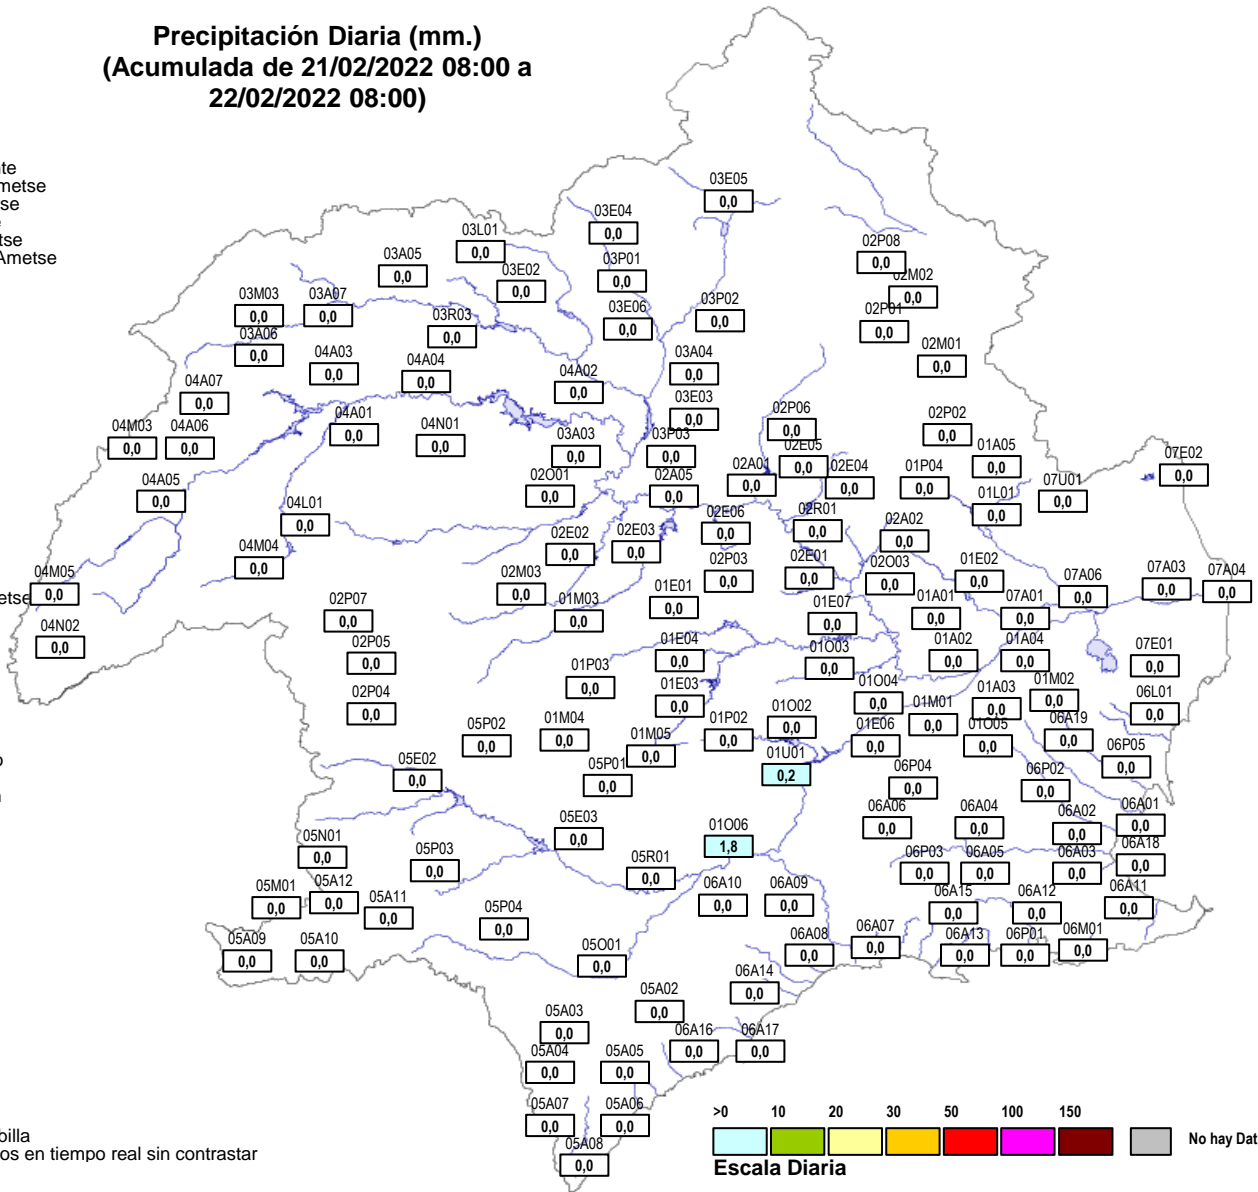 Precipitación Diaria (mm.)
(Acumulada de 21/02/2022 08:00 a
22/02/2022 08:00)
03E05
0,0
03E04
0,0
03L01
0,0
03A05
0,0
03P01
0,0
03E02
0,0
02P08
0,0
02M02
0,0
03M03
0,0
03A07
0,0
03R03
0,0
03E06
0,0
03P02
0,0
02P01
0,0
03A06
0,0
04A03
0,0
04A04
0,0
04A02
0,0
03A04
0,0
02M01
0,0
04A07
0,0
03E03
0,0
04M03
0,0
04A06
0,0
04A01
0,0
04N01
0,0
03A03
0,0
03P03
0,0
02P06
0,0
02E05
0,0
02P02
0,0
01A05
0,0
07E02
0,0
04A05
0,0
02O01
0,0
02A05
0,0
02A01
0,0
02E04
0,0
01P04
0,0
01L01
0,0
07U01
0,0
04L01
0,0
02E02
0,0
02E03
0,0
02E06
0,0
02R01
0,0
02A02
0,0
04M04
0,0
04M05
0,0
02M03
0,0
01M03
0,0
01E01
0,0
02P03
0,0
02E01
0,0
02O03
0,0
01E02
0,0
07A06
0,0
07A03
0,0
07A04
0,0
04N02
0,0
02P07
0,0
02P05
0,0
02P04
0,0
01E07
0,0
01A01
0,0
07A01
0,0
01E04
0,0
01P03
0,0
01E03
0,0
01O03
0,0
01A02
0,0
01A04
0,0
07E01
0,0
01O04
0,0
01M01
0,0
01A03
0,0
01M02
0,0
06L01
0,0
05P02
0,0
01M04
0,0
01M05
0,0
01P02
0,0
01O02
0,0
01E06
0,0
01O05
0,0
06A19
0,0
06P05
0,0
05E02
0,0
05P01
0,0
01U01
0,2
06P04
0,0
06P02
0,0
05E03
0,0
01O06
1,8
06A06
0,0
06A04
0,0
06A02
0,0
06A01
0,0
05N01
0,0
05P03
0,0
05R01
0,0
06P03
0,0
06A05
0,0
06A03
0,0
06A18
0,0
05M01
0,0
05A12
0,0
05A11
0,0
05P04
0,0
06A10
0,0
06A09
0,0
06A15
0,0
06A12
0,0
06A11
0,0
05A09
0,0
05A10
0,0
05O01
0,0
06A08
0,0
06A07
0,0
06A13
0,0
06P01
0,0
06M01
0,0
05A02
0,0
06A14
0,0
05A03
0,0
06A16
0,0
06A17
0,0
05A04
0,0
05A05
0,0
05A07
0,0
05A06
0,0
05A08
0,0
os en tiempo real sin contrastar
>0 10 20 30 50 100 150
No hay Dat
Escala Diaria